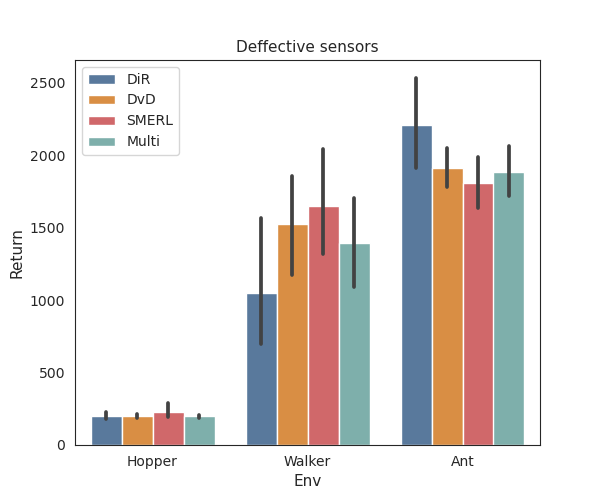 Deffective sensors
DiR
DvD
SMERL
Multi
Return
2500
2000
1500
1000
500
0
Hopper
Walker
Ant
Env